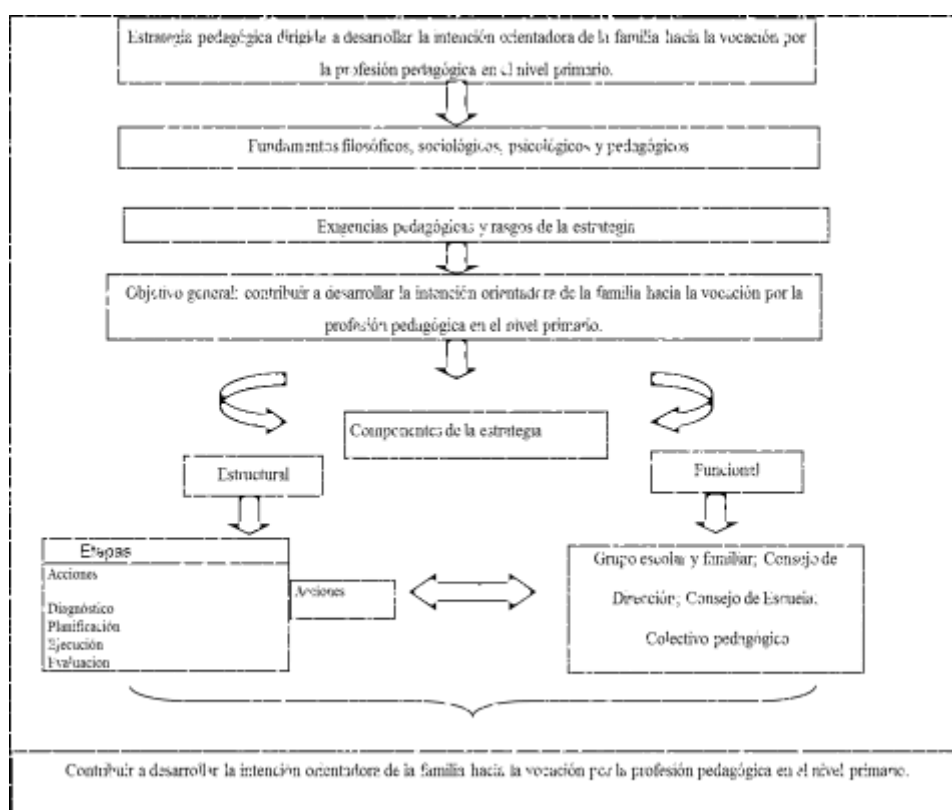 Estrategia pedagógica dirigida a desarrollar la intención orientadora de la familia hacia la vocación por
la profesión pedagógica en el nivel primario.
Fundamentos filosóficos, sociológicos, psicológicos y pedagógicos
Exigencias pedagógicas y rasgos de la estrategia
Objetivo general: contribuir a desarrollar la intención orientadora de la familia hacia la vocación por la
profesión pedagógica en el nivel primario.
Componentes de la estrategia
Estructural
Funcional
Etapas
Acciones
Diagnóstico
Planificación
Ejecución
Evaluacion
Acciones
Grupo escolar y familiar; Consejo de
Dirección; Consejo de Escuela.
Colectivo pedagógico
Contribuir a desarrollar la intención orientadora de la familia hacia la vocación por la profesión pedagógica en el nivel primario.